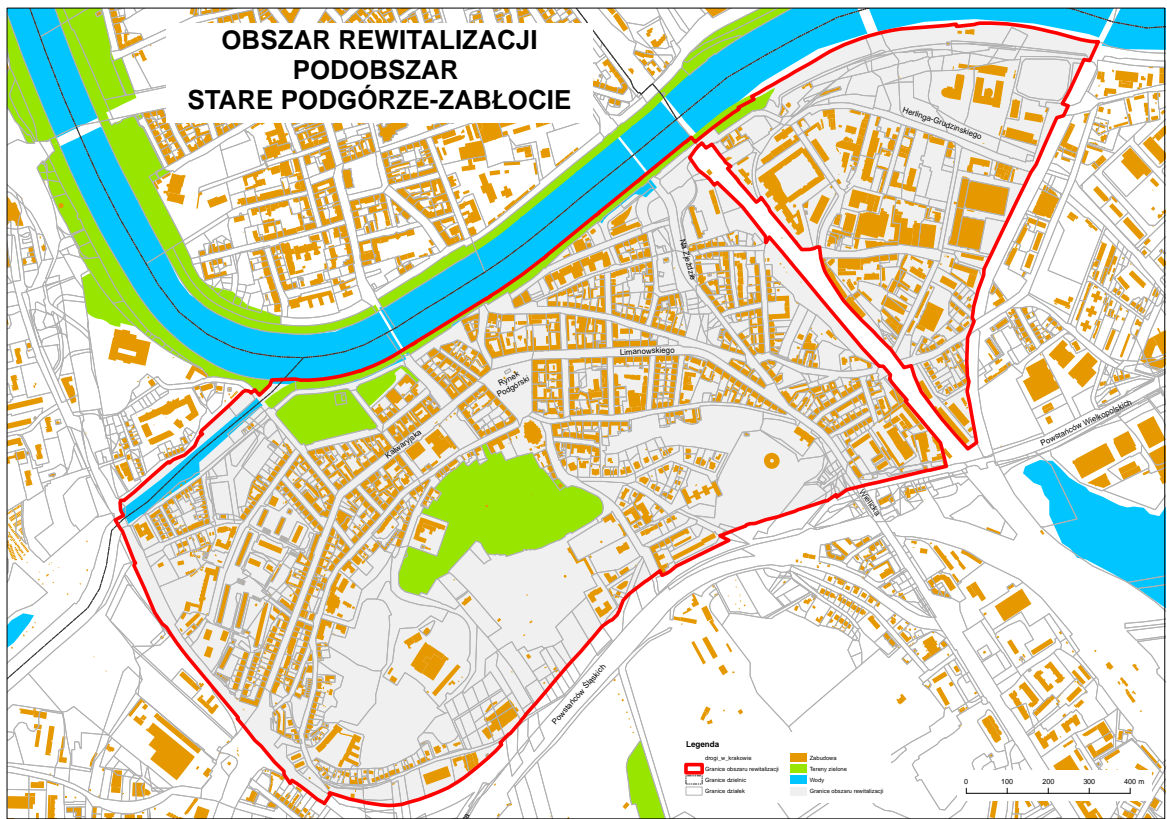 OBSZAR REWITALIZACJI
PODOBSZAR
STARE PODGÓRZE-ZABŁOCIE
Herlinga-Grudzinskiego
Na Zjeździe
Limanowskiego
Rynek
Podgórski
Kalwaryjska
Powstańców Wielkopolskich
Wielicka
Powstańców Śląskich
Legenda
drogi_w_krakowie
Granice obszaru rewitalizacji
Granice dzielnic
Granice działek
Zabudowa
Tereny zielone
Wody
Granice obszaru rewitalizacji
0 100 200 300 400 m